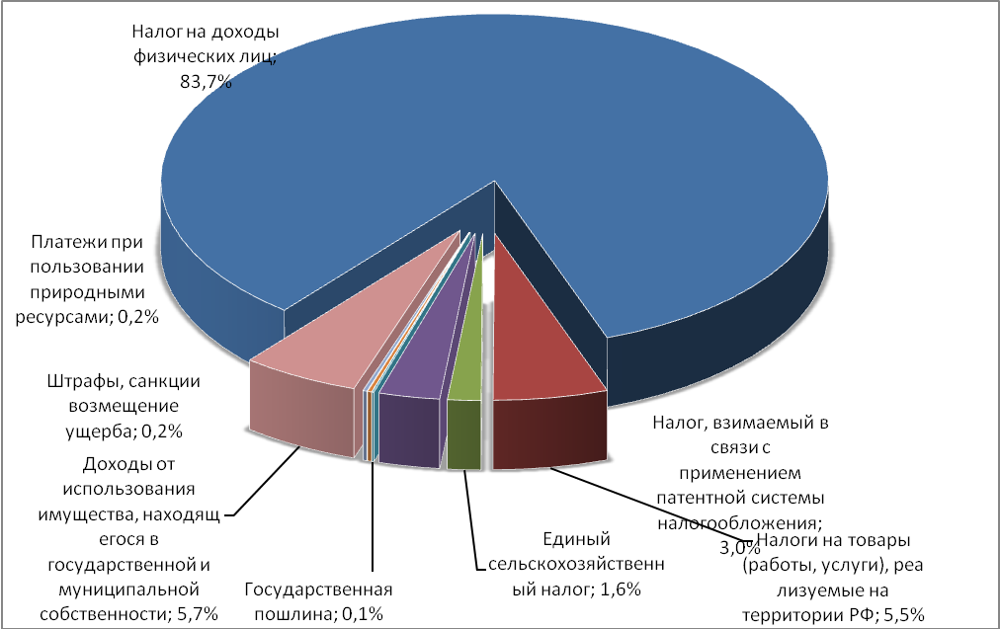 Налог на доходы
физических лиц;
83,7%
Платежи при
пользовании
природными
ресурсами; 0,2%
Штрафы, санкции
возмещение
ущерба; 0,2%
Доходы от
использования
имущества, находящ
егося в
государственной и
муниципальной
собственности; 5,7%
Государственная
пошлина; 0,1%
Единый
сельскохозяйственн
ый налог; 1,6%
Налог, взимаемый в
связи с
применением
патентной системы
налогообложения;
3,0%
Налоги на товары
(работы, услуги), реа
лизуемые на
территории РФ; 5,5%